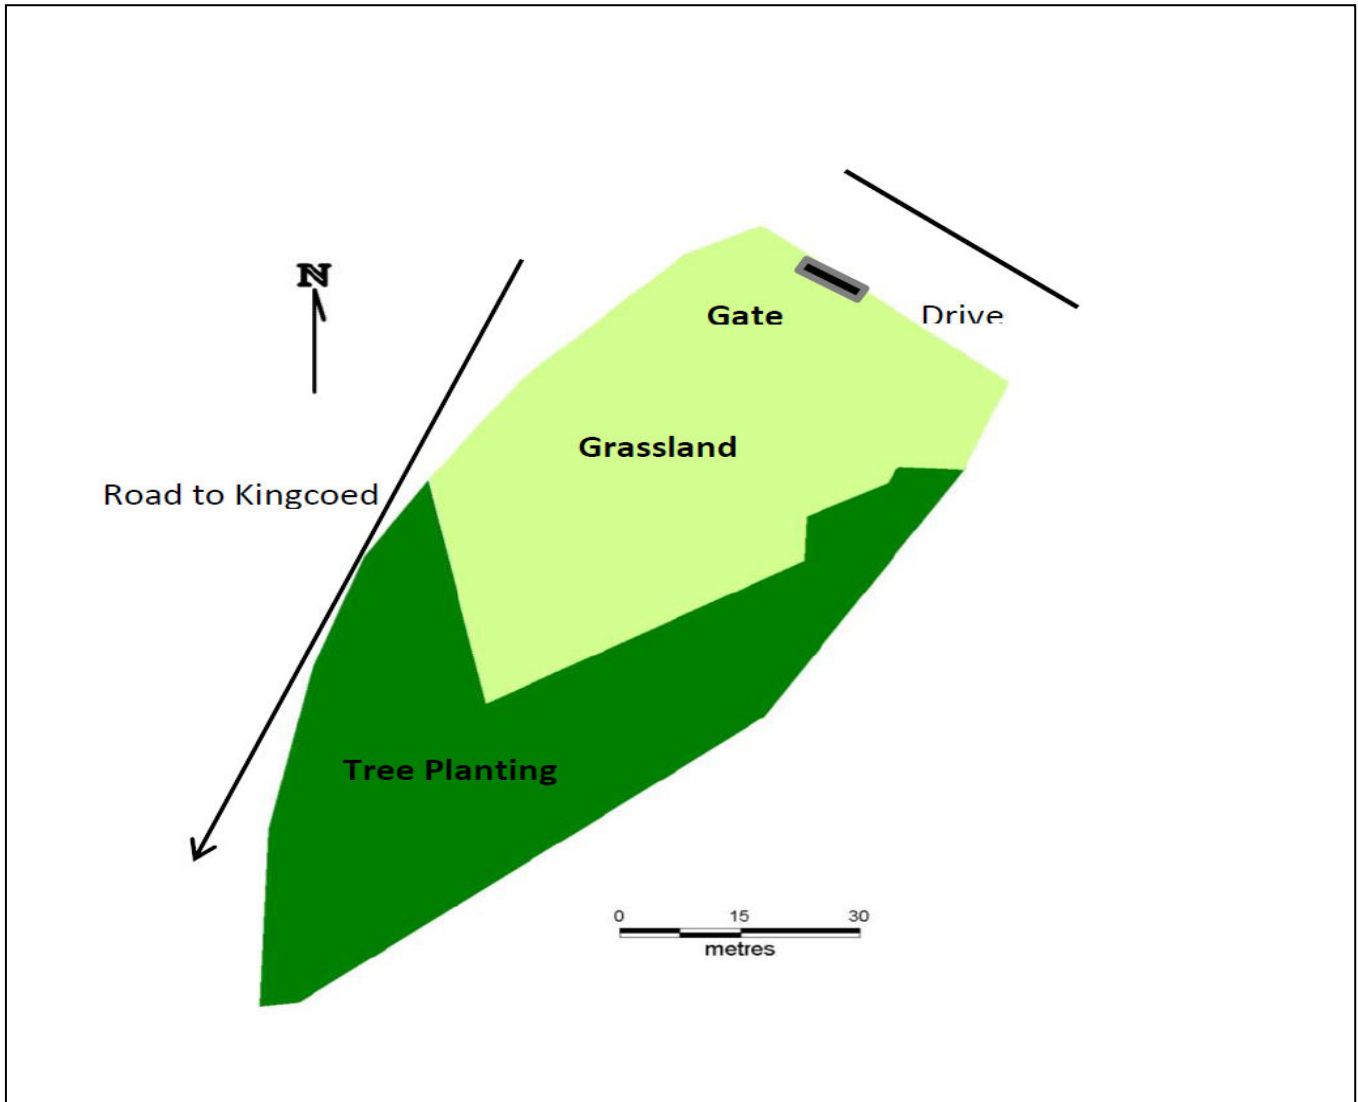 N
Gate
Drive
Grassland
Road to Kingcoed
Tree Planting
0 15 30
metres